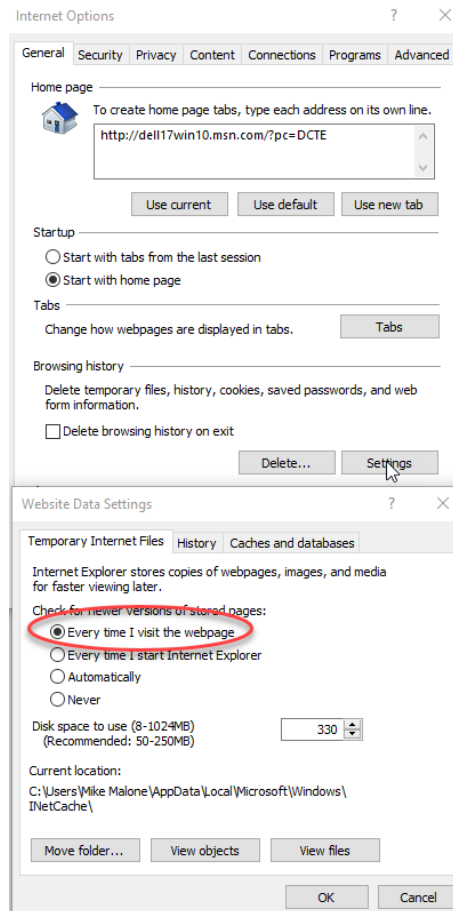 Internet Options
General Security Privacy Content Connections Programs Advanced
Home page
To create home page tabs, type each address on its own line.
http://dell17win10.msn.com/?pc=DCTE
Use current Use default Use new tab
Startup
Start with tabs from the last session
Start with home page
Tabs
Change how webpages are displayed in tabs. Tabs
Browsing history
Delete temporary files, history, cookies, saved passwords, and web
form information.
Delete browsing history on exit
Delete... Settings
Website Data Settings
Temporary Internet Files History Caches and databases
Internet Explorer stores copies of webpages, images, and media
for faster viewing later.
Check for newer versions of stored pages:
Every time I visit the webpage
Every time I start Internet Explorer
Automatically
Never
Disk space to use (8-1024MB) 330
(Recommended: 50-250MB)
Current location:
C:\Users\Mike Malone\AppData\Local\Microsoft\Windows\
INetCache\
Move folder... View objects View files
OK Cancel